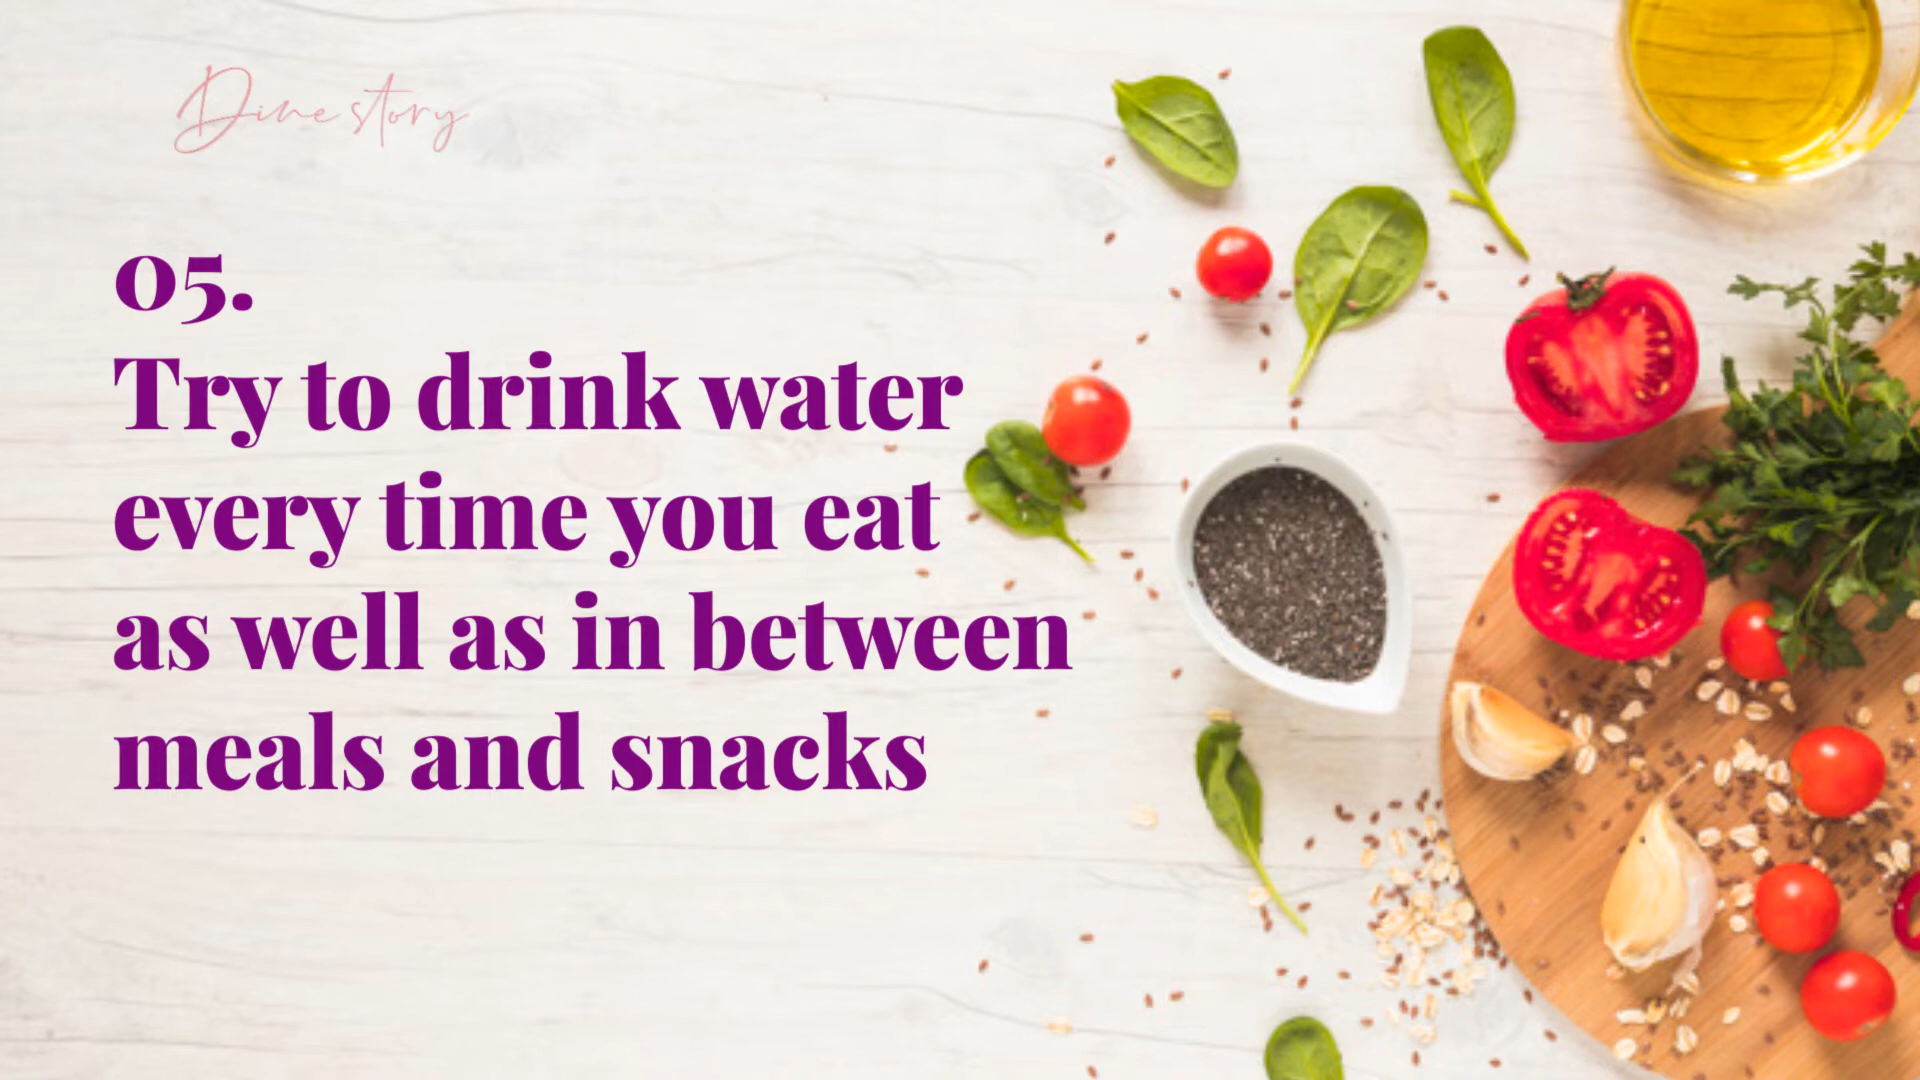 Dine story
05.
Try to drink water
every time you eat
as well as in between
meals and snacks